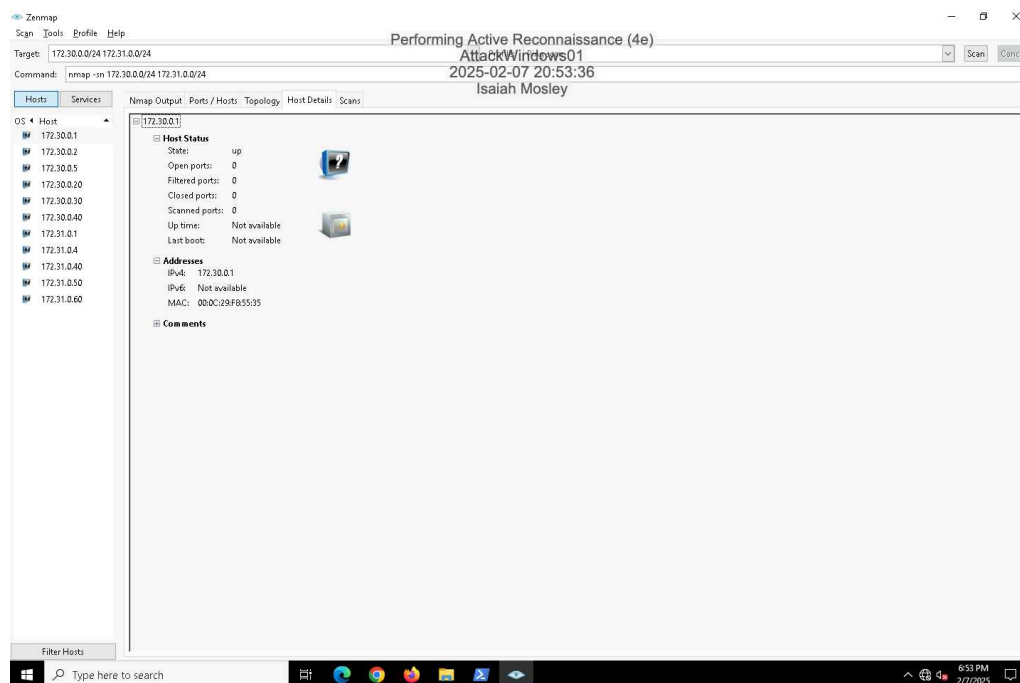 Zenmap
Scan Tools Profile Help
Performing Active Reconnaissance (4e)
AttackWindows01
2025-02-07 20:53:36
Isaiah Mosley
Target: 172.30.0.0/24 172.31.0.0/24
Scan Canc
Command: nmap -sn 172.30.0.0/24 172.31.0.0/24
Hosts Services
Nmap Output Ports / Hosts Topology Host Details Scans
OS Host
172.30.0.1
172.30.0.2
172.30.0.5
172.30.0.20
172.30.0.30
172.30.0.40
172.31.0.1
172.31.0.4
172.31.0.40
172.31.0.50
172.31.0.60
172.30.0.1
Host Status
State: up
Open ports: 0
Filtered ports: 0
Closed ports: 0
Scanned ports: 0
Up time: Not available
Last boot: Not available
Addresses
IPv4: 172.30.0.1
IPv6: Not available
MAC: 00:0C:29:F8:55:35
Comments
Filter Hosts
Type here to search
6:53 PM
2/7/2025